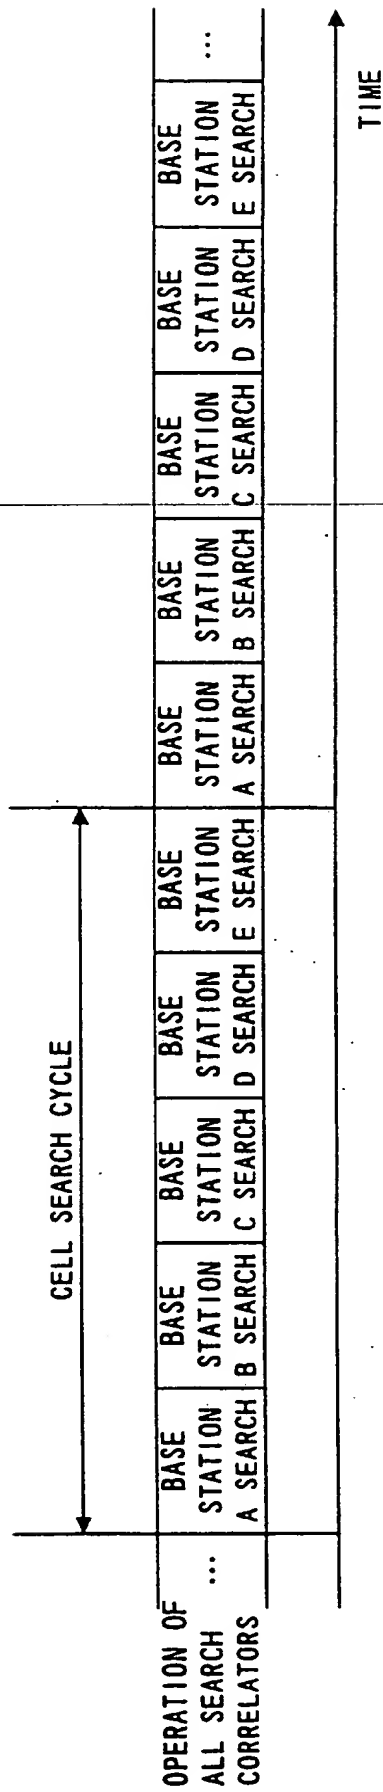 CELL SEARCH CYCLE
OPERATION OF
ALL SEARCH
CORRELATORS
...
BASE
STATION
A SEARCH
BASE
STATION
B SEARCH
BASE
STATION
C SEARCH
BASE
STATION
D SEARCH
BASE
STATION
E SEARCH
BASE
STATION
A SEARCH
BASE
STATION
B SEARCH
BASE
STATION
C SEARCH
BASE
STATION
D SEARCH
BASE
STATION
E SEARCH
...
TIME